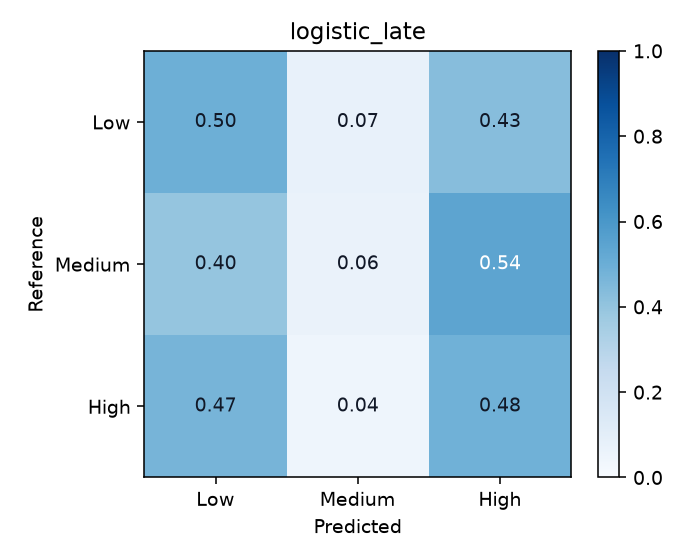 logistic_late
Low 0.50 0.07 0.43
Medium 0.40 0.06 0.54
High 0.47 0.04 0.48
Low Medium High
Predicted
Reference
1.0
0.8
0.6
0.4
0.2
0.0